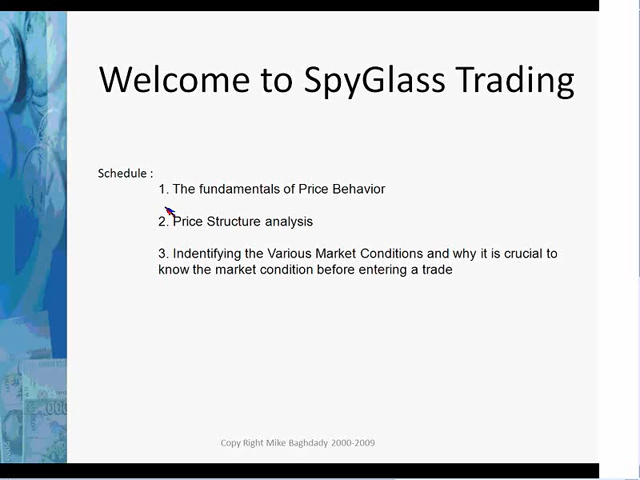 Welcome to SpyGlass Trading
Schedule :
1. The fundamentals of Price Behavior
2. Price Structure analysis
3. Indentifying the Various Market Conditions and why it is crucial to
know the market condition before entering a trade
Copy Right Mike Baghdady 2000-2009